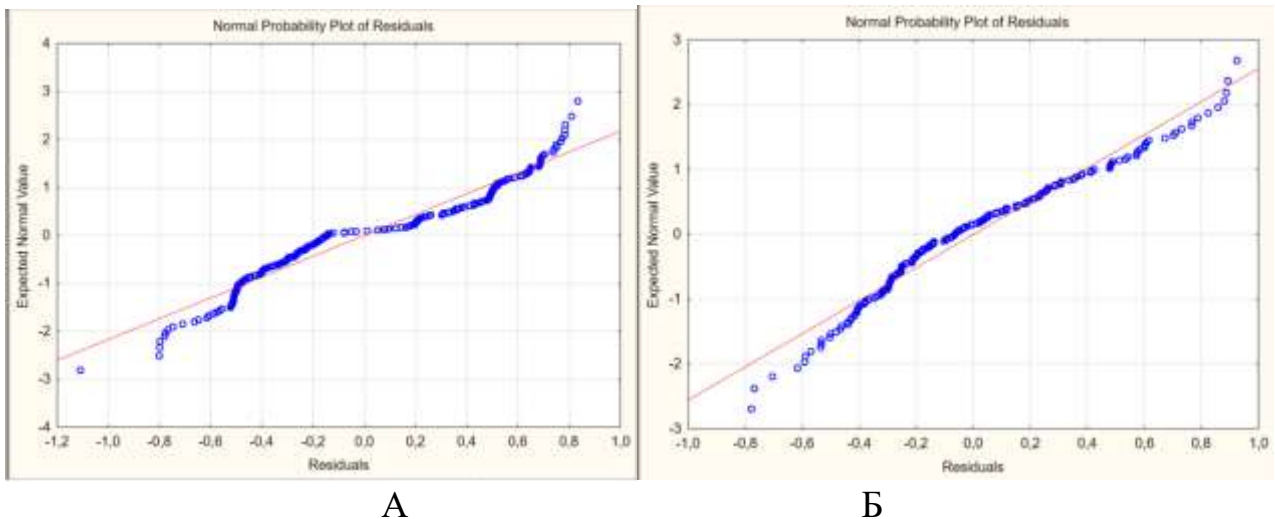 Normal Probability Plot of Residuals
4
3
2
1
0
-1
-2
-3
-4
Expected Normal Value
-1,2 -1,0 -0,8 -0,6 -0,4 -0,2 0,0 0,2 0,4 0,6 0,8 1,0
Residuals
А
Normal Probability Plot of Residuals
3
2
1
0
-1
-2
-3
Expected Normal Value
-1,0 -0,8 -0,6 -0,4 -0,2 0,0 0,2 0,4 0,6 0,8 1,0
Residuals
Б